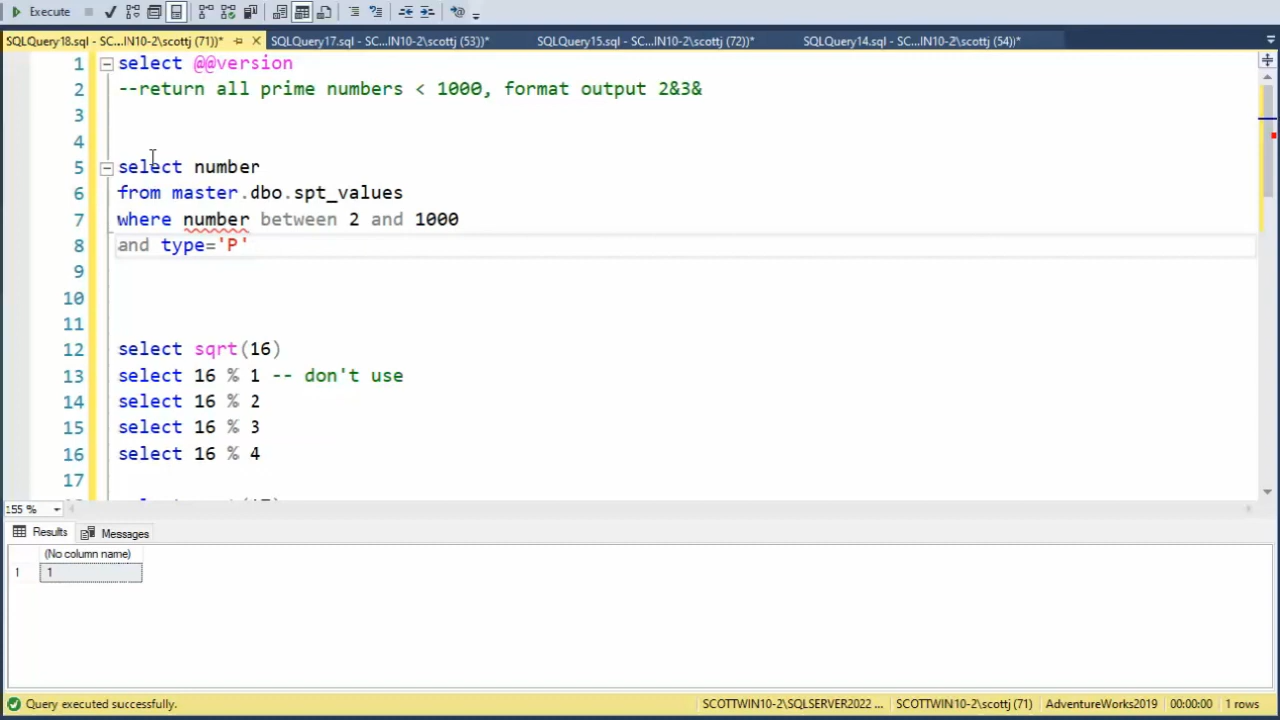 Execute
SQLQuery18.sql - SC...IN10-2\scottj (71))*
SQLQuery17.sql - SC...IN10-2\scottj (53))*
SQLQuery15.sql - SC...IN10-2\scottj (72))*
SQLQuery14.sql - SC...IN10-2\scottj (54))*
1 select @@version
2 --return all prime numbers < 1000, format output 2&3&
3
4
5 select number
6 from master.dbo.spt_values
7 where number between 2 and 1000
8 and type='P'
9
10
11
12 select sqrt(16)
13 select 16 % 1 -- don't use
14 select 16 % 2
15 select 16 % 3
16 select 16 % 4
17
155 %
Results Messages
(No column name)
1 1
Query executed successfully. SCOTTWIN10-2\SQLSERVER2022 ... SCOTTWIN10-2\scottj (71) AdventureWorks2019 00:00:00 1 rows